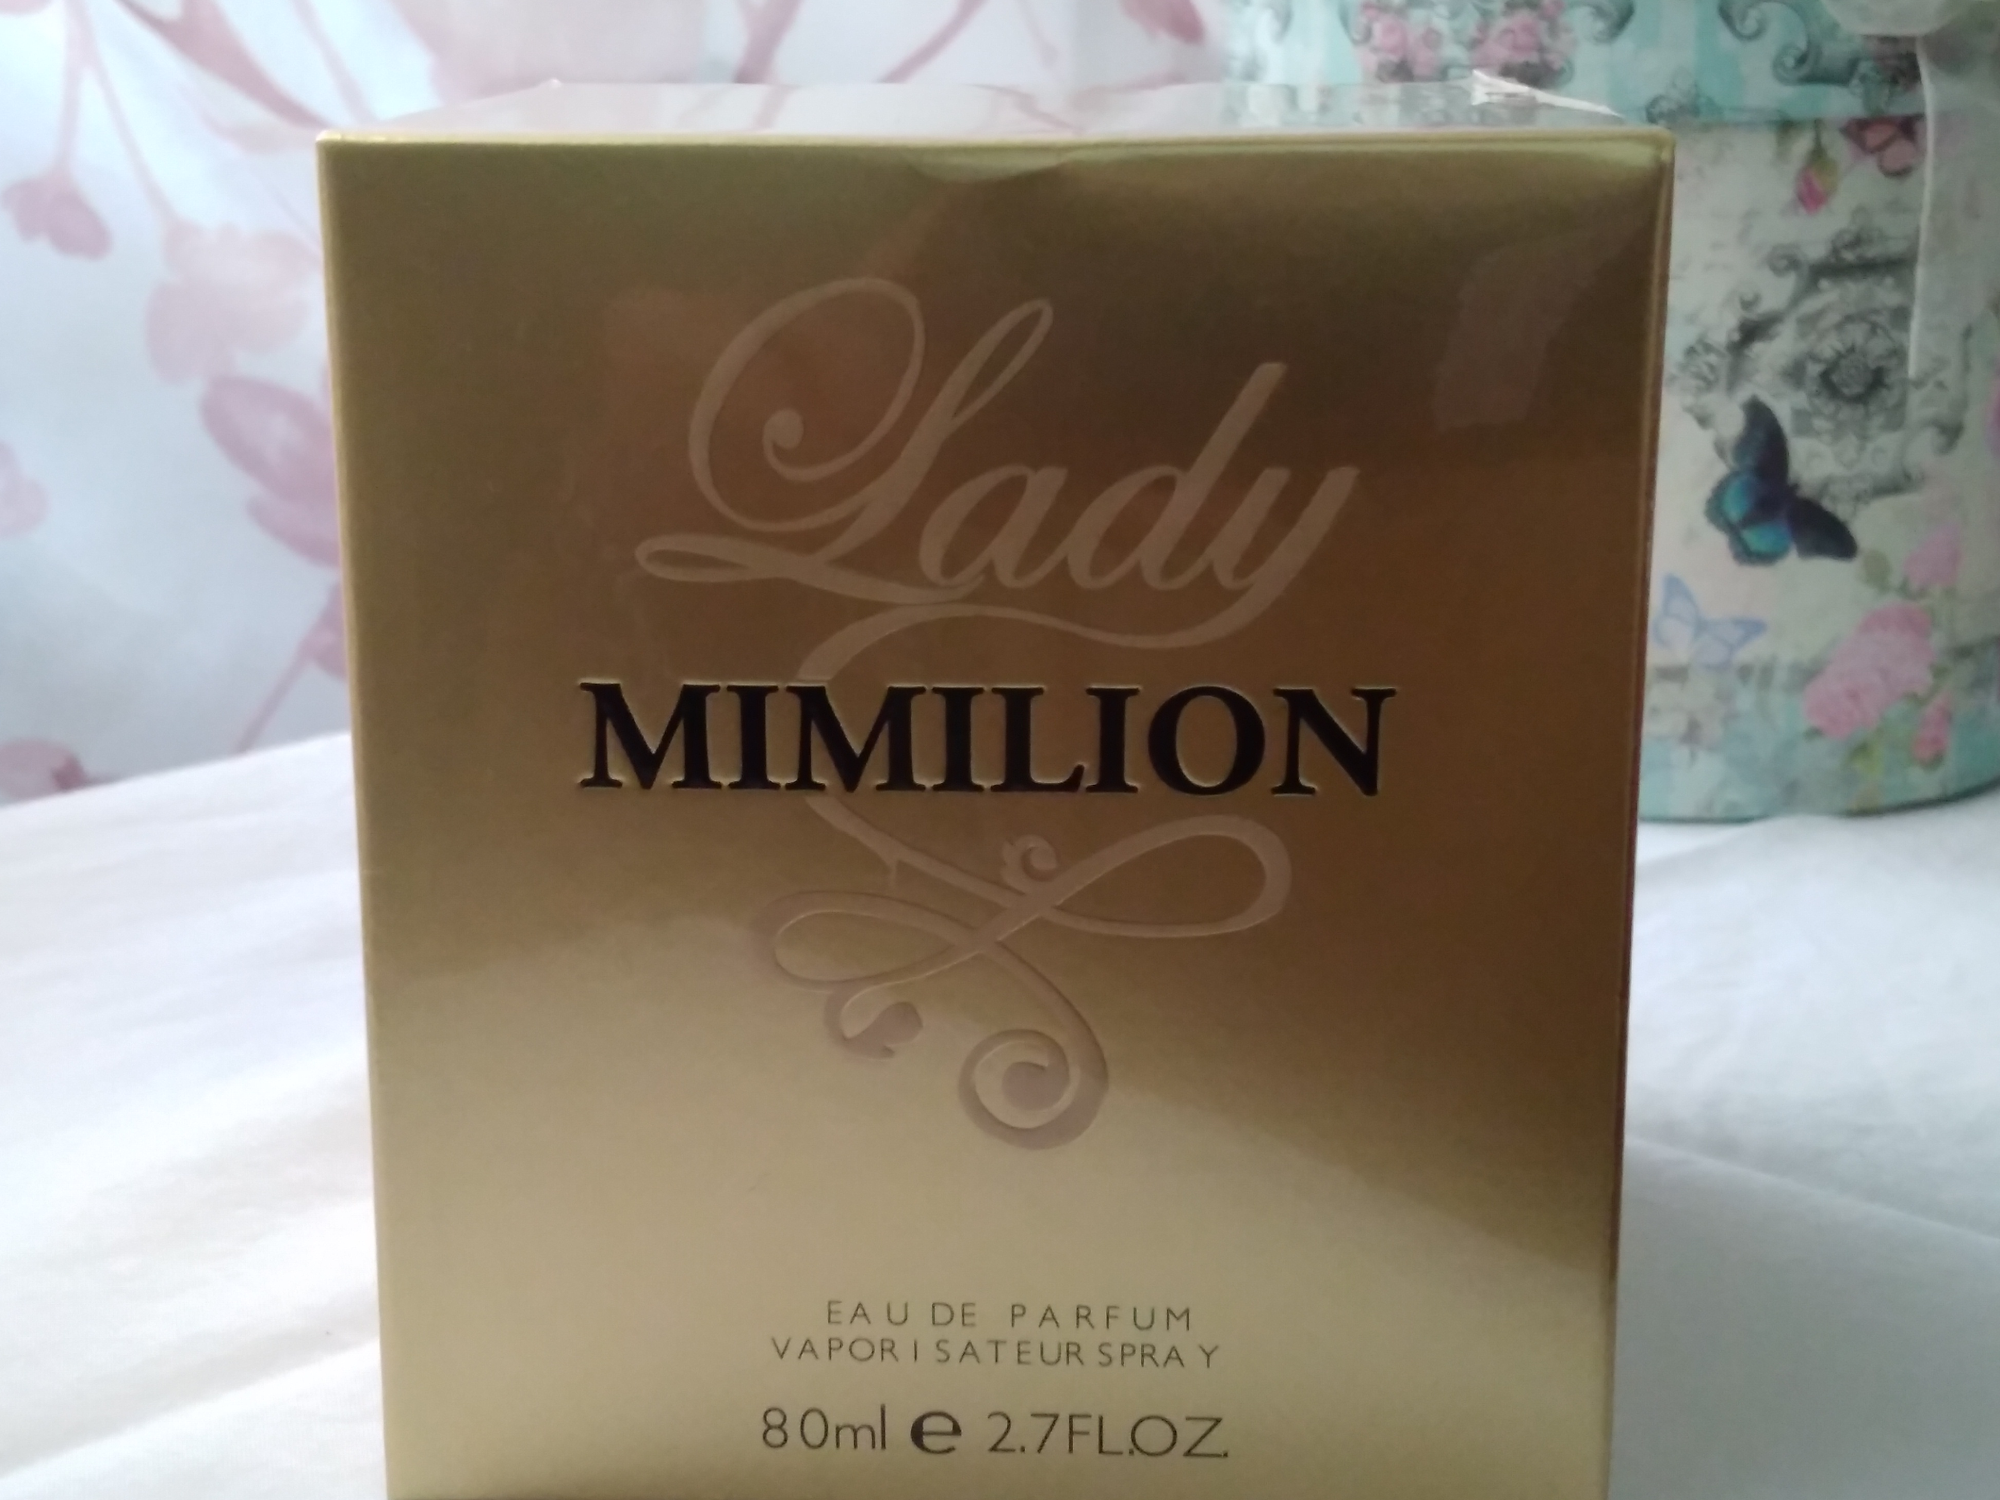 Lady
MIMILION
EAU DE PARFUM
VAPORISATEUR SPRAY
80ml e 2.7FL.OZ.